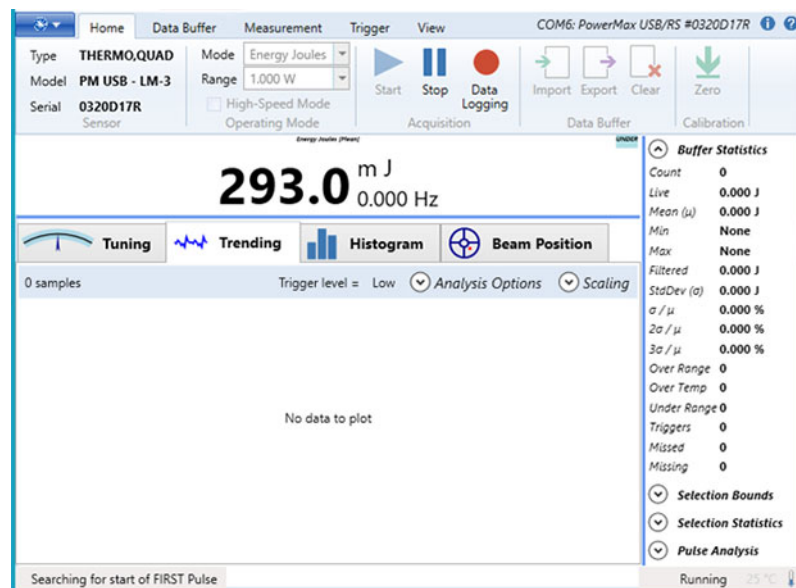 Home Data Buffer Measurement Trigger View COM6: PowerMax USB/RS #0320D17R
Type THERMO,QUAD Mode Energy Joules
Start Stop Data Logging Import Export Clear Zero
Model PM USB - LM-3 Range 1.000 W
Serial 0320D17R High-Speed Mode
Sensor Operating Mode Acquisition Data Buffer Calibration
Energy Joules (Mean) UNDER
293.0 m J
0.000 Hz
Tuning Trending Histogram Beam Position
0 samples Trigger level = Low Analysis Options Scaling
No data to plot
Buffer Statistics
Count 0
Live 0.000 J
Mean (μ) 0.000 J
Min None
Max None
Filtered 0.000 J
StdDev (σ) 0.000 J
σ / μ 0.000 %
2σ / μ 0.000 %
3σ / μ 0.000 %
Over Range 0
Over Temp 0
Under Range 0
Triggers 0
Missed 0
Missing 0
Selection Bounds
Selection Statistics
Pulse Analysis
Searching for start of FIRST Pulse Running 25 °C